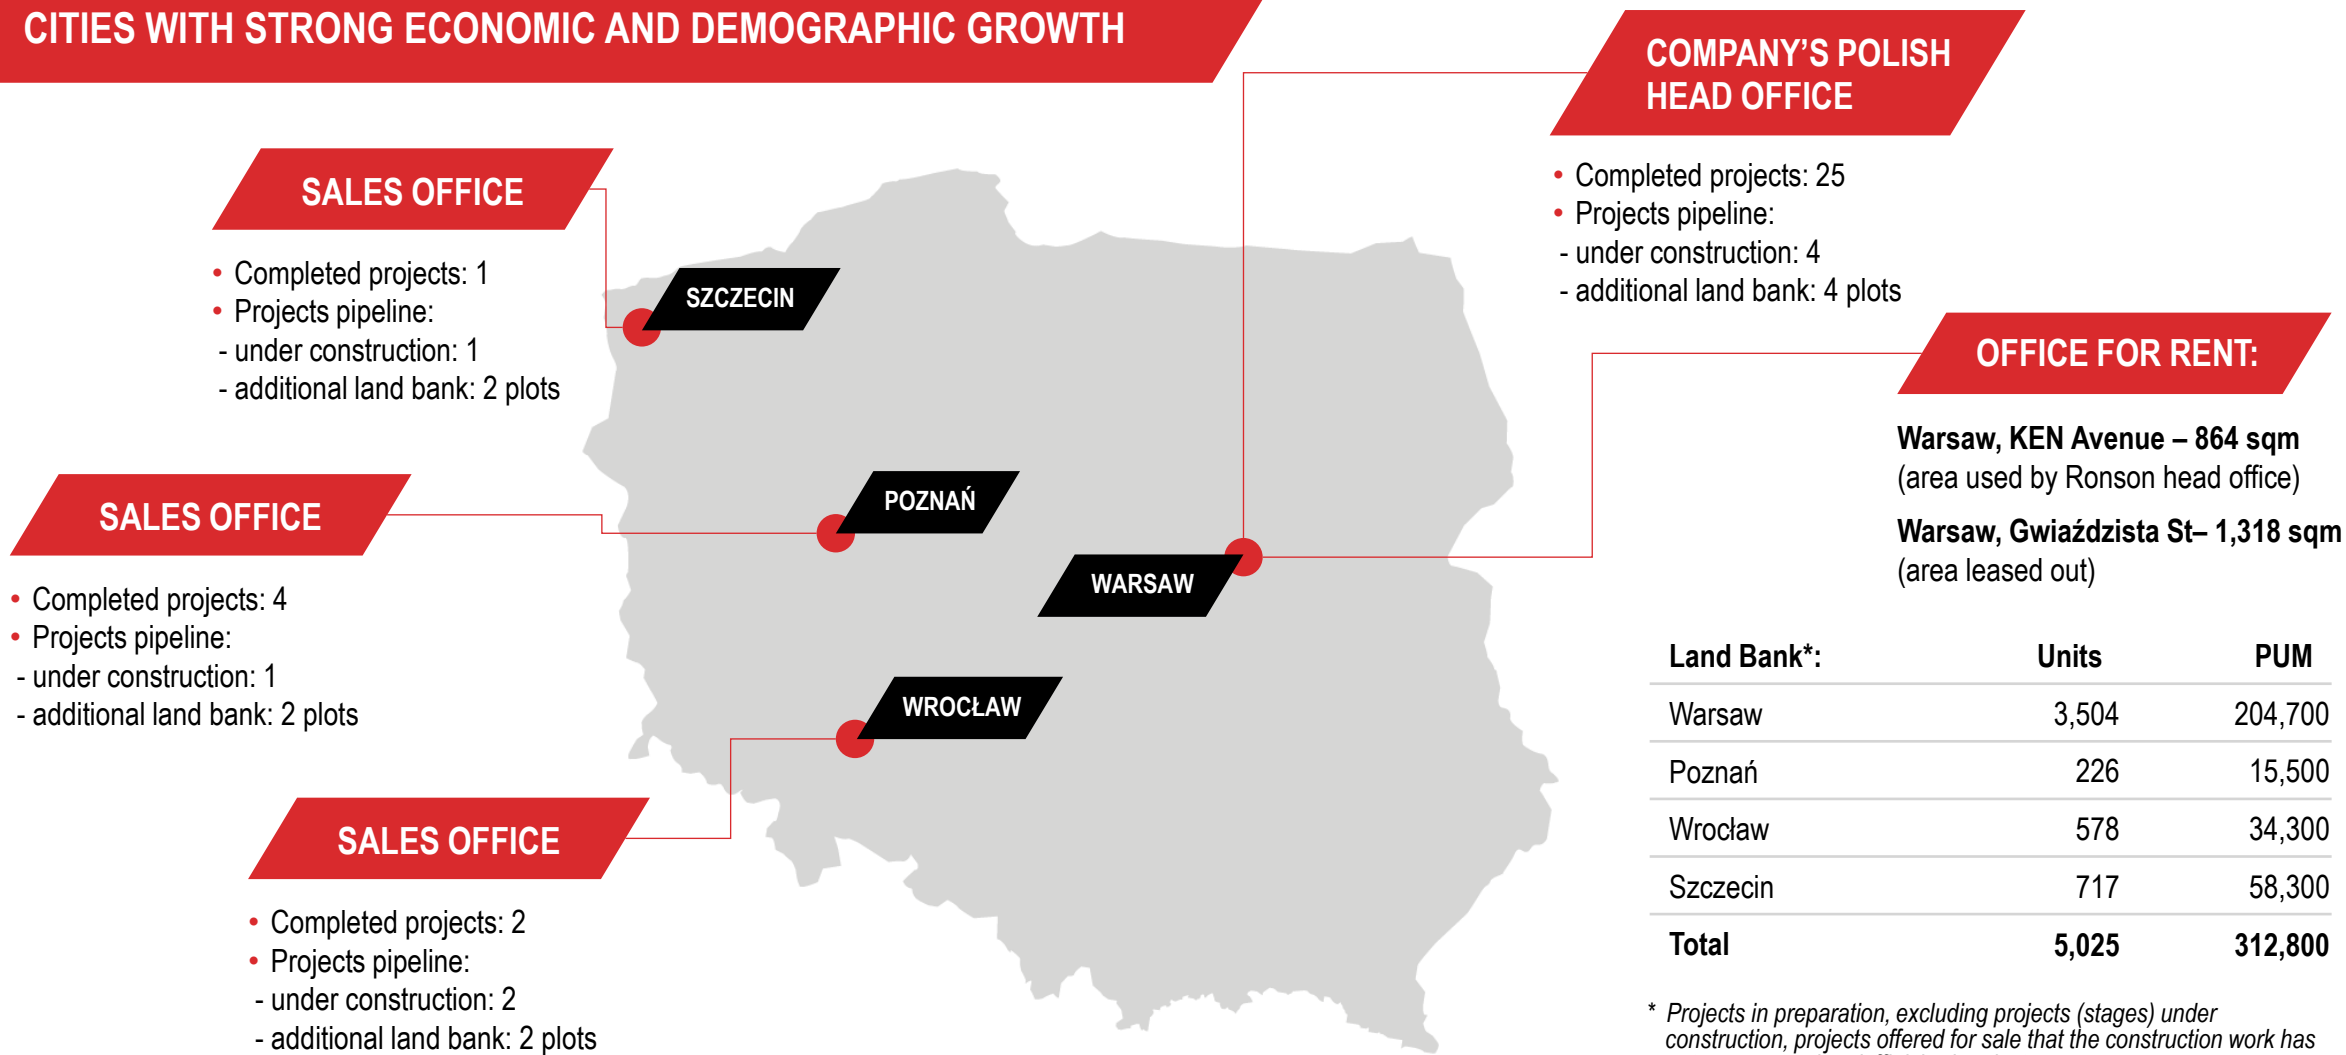 CITIES WITH STRONG ECONOMIC AND DEMOGRAPHIC GROWTH
COMPANY'S POLISH
HEAD OFFICE
• Completed projects: 25
• Projects pipeline:
- under construction: 4
- additional land bank: 4 plots
SALES OFFICE
• Completed projects: 1
• Projects pipeline:
- under construction: 1
- additional land bank: 2 plots
SZCZECIN
OFFICE FOR RENT:
Warsaw, KEN Avenue – 864 sqm
(area used by Ronson head office)
Warsaw, Gwiaździsta St– 1,318 sqm
(area leased out)
SALES OFFICE
• Completed projects: 4
• Projects pipeline:
- under construction: 1
- additional land bank: 2 plots
POZNAŃ
WARSAW
WROCŁAW
SALES OFFICE
• Completed projects: 2
• Projects pipeline:
- under construction: 2
- additional land bank: 2 plots
Land Bank*: Units PUM
Warsaw 3,504 204,700
Poznań 226 15,500
Wrocław 578 34,300
Szczecin 717 58,300
Total 5,025 312,800
* Projects in preparation, excluding projects (stages) under
construction, projects offered for sale that the construction work has